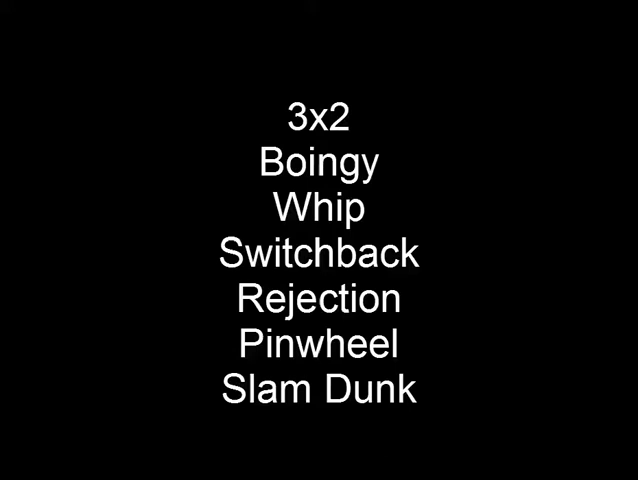 3x2
Boingy
Whip
Switchback
Rejection
Pinwheel
Slam Dunk